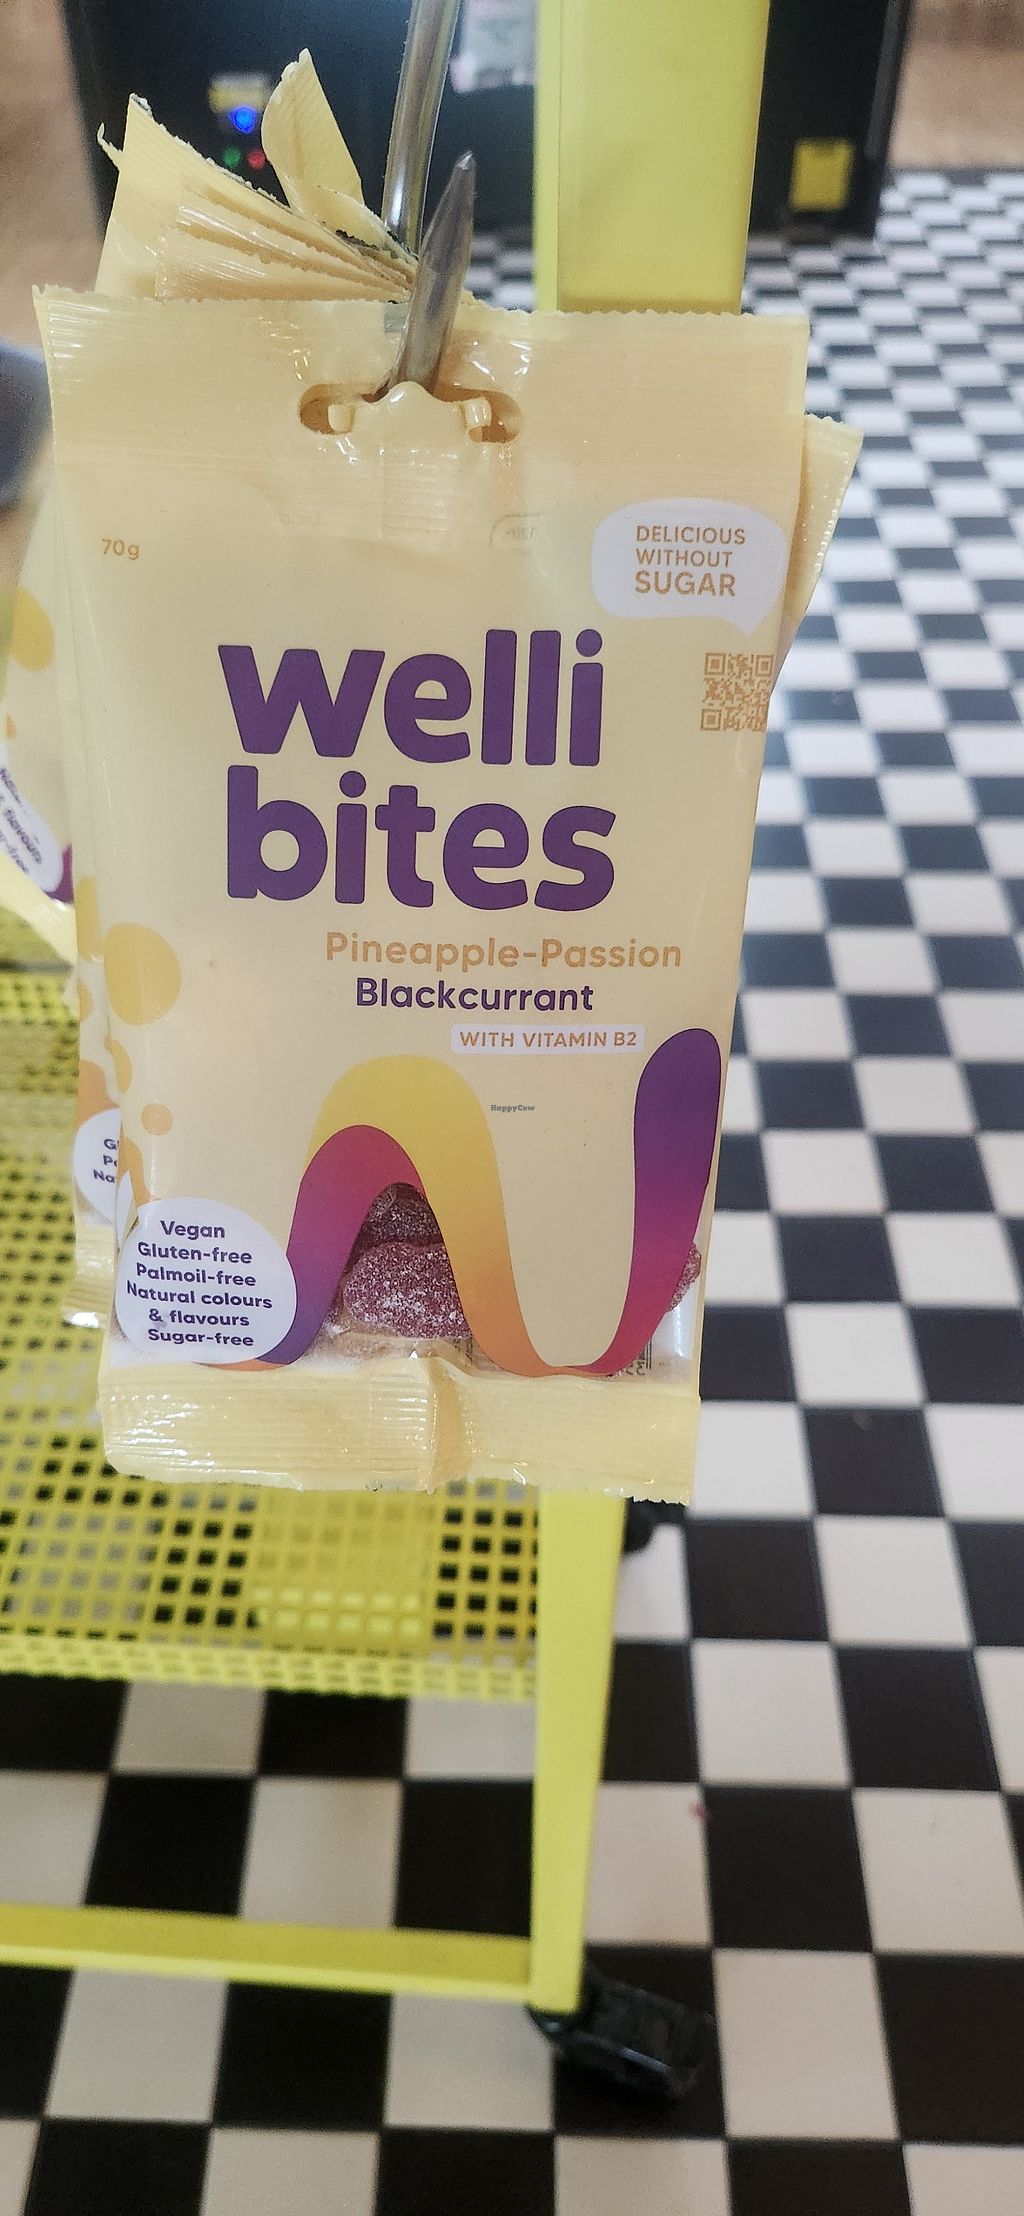 70g
DELICIOUS
WITHOUT
SUGAR
welli
bites
Pineapple-Passion
Blackcurrant
WITH VITAMIN B2
HappyCow
Vegan
Gluten-free
Palmoil-free
Natural colours
& flavours
Sugar-free